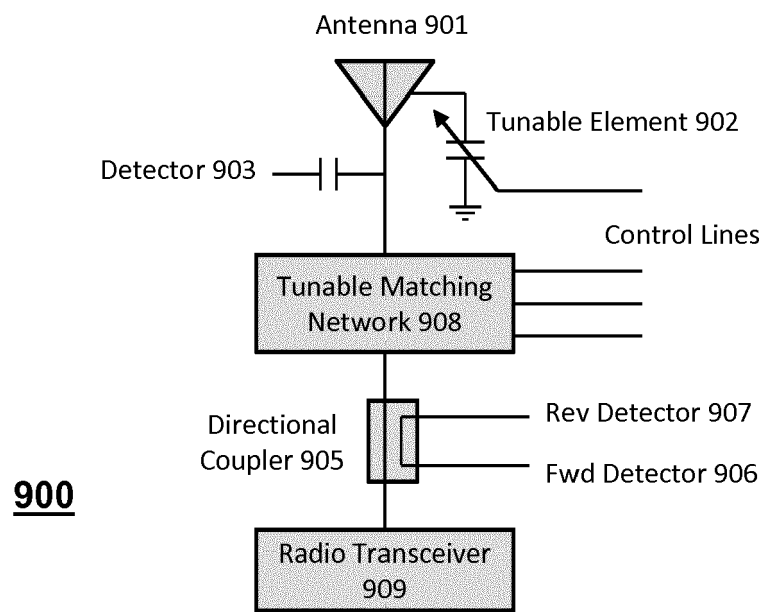 Antenna 901
Tunable Element 902
Detector 903
Control Lines
Tunable Matching
Network 908
Directional
Coupler 905
Rev Detector 907
Fwd Detector 906
900
Radio Transceiver
909